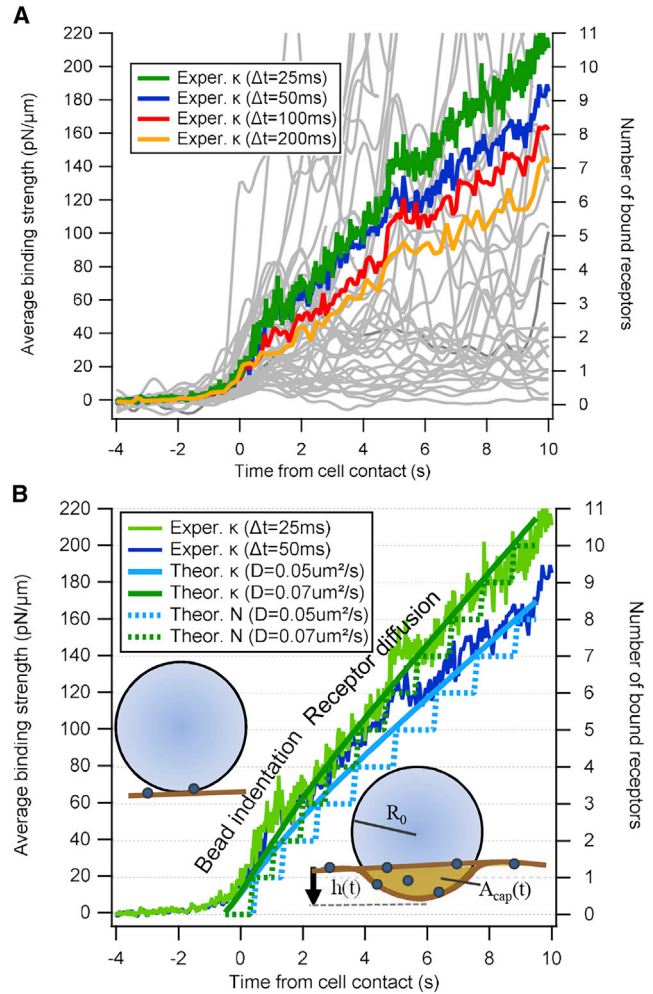 A
Average binding strength (pN/µm)
220
200
180
160
140
120
100
80
60
40
20
0
Exper. κ (Δt=25ms)
Exper. κ (Δt=50ms)
Exper. κ (Δt=100ms)
Exper. κ (Δt=200ms)
11
10
9
8
7
6
5
4
3
2
1
0
Number of bound receptors
-4 -2 0 2 4 6 8 10
Time from cell contact (s)
B
Average binding strength (pN/µm)
220
200
180
160
140
120
100
80
60
40
20
0
Exper. κ (Δt=25ms)
Exper. κ (Δt=50ms)
Theor. κ (D=0.05um²/s)
Theor. κ (D=0.07um²/s)
Theor. N (D=0.05um²/s)
Theor. N (D=0.07um²/s)
Bead indentation
Receptor diffusion
R0
h(t)
Acap(t)
11
10
9
8
7
6
5
4
3
2
1
0
Number of bound receptors
-4 -2 0 2 4 6 8 10
Time from cell contact (s)